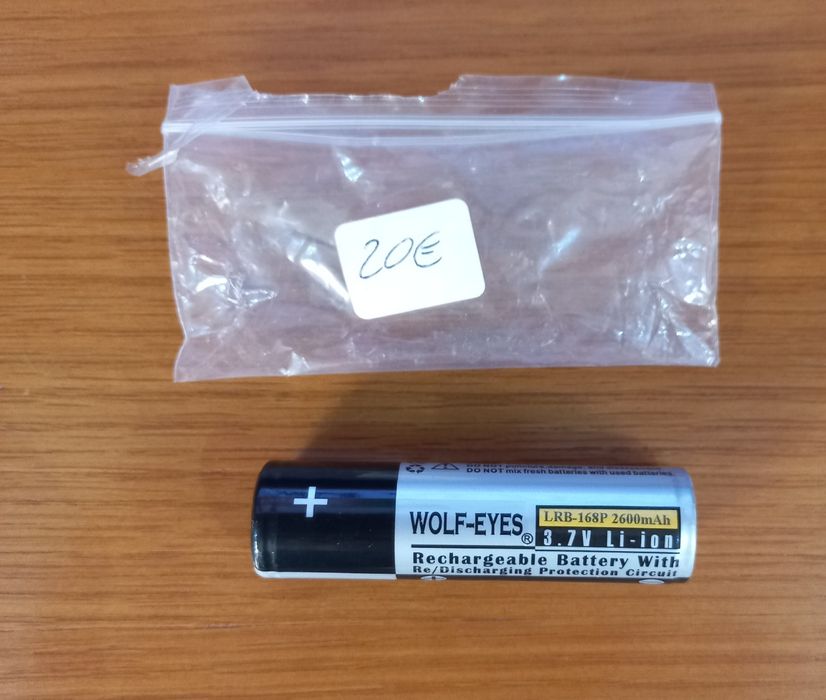 20€
DO NOT mix fresh batteries with used batteries.
+
WOLF-EYES®
LRB-168P 2600mAh
3.7V Li-ion
Rechargeable Battery With
Re/Discharging Protection Circuit